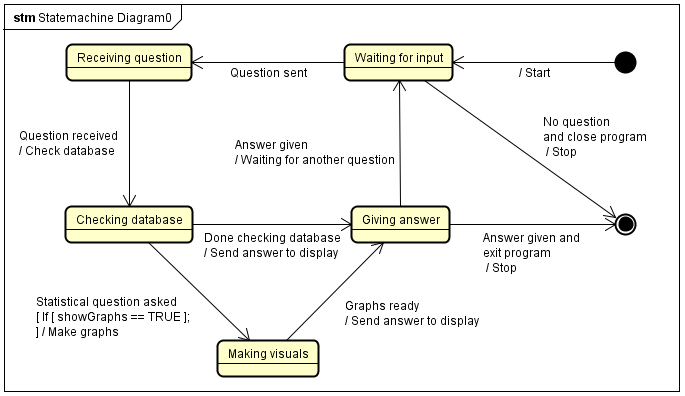 stm Statemachine Diagram0
Receiving question
Waiting for input
Question sent
/ Start
Question received
/ Check database
Answer given
/ Waiting for another question
No question
and close program
/ Stop
Checking database
Giving answer
Done checking database
/ Send answer to display
Answer given and
exit program
/ Stop
Statistical question asked
[ If [ showGraphs == TRUE ];
] / Make graphs
Graphs ready
/ Send answer to display
Making visuals